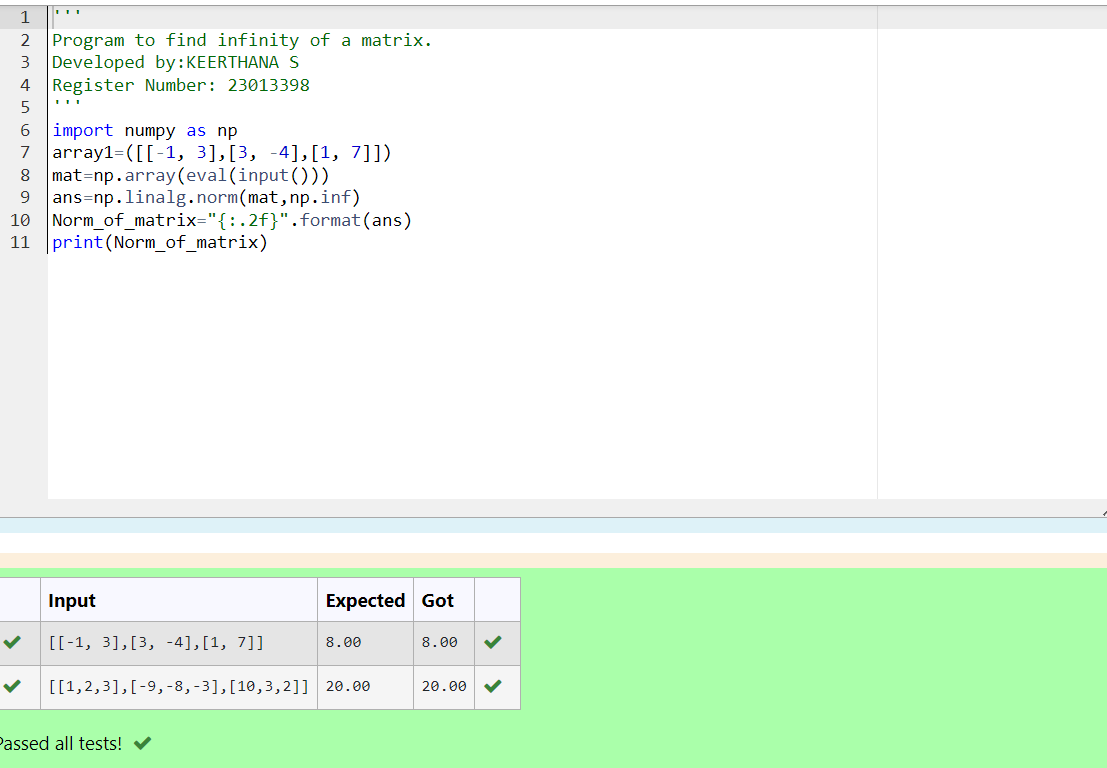 1 '''
2 Program to find infinity of a matrix.
3 Developed by:KEERTHANA S
4 Register Number: 23013398
5 '''
6 import numpy as np
7 array1=([[-1, 3],[3, -4],[1, 7]])
8 mat=np.array(eval(input()))
9 ans=np.linalg.norm(mat,np.inf)
10 Norm_of_matrix="{:.2f}".format(ans)
11 print(Norm_of_matrix)
Input Expected Got
[[-1, 3],[3, -4],[1, 7]] 8.00 8.00
[[1,2,3],[-9,-8,-3],[10,3,2]] 20.00 20.00
Passed all tests!